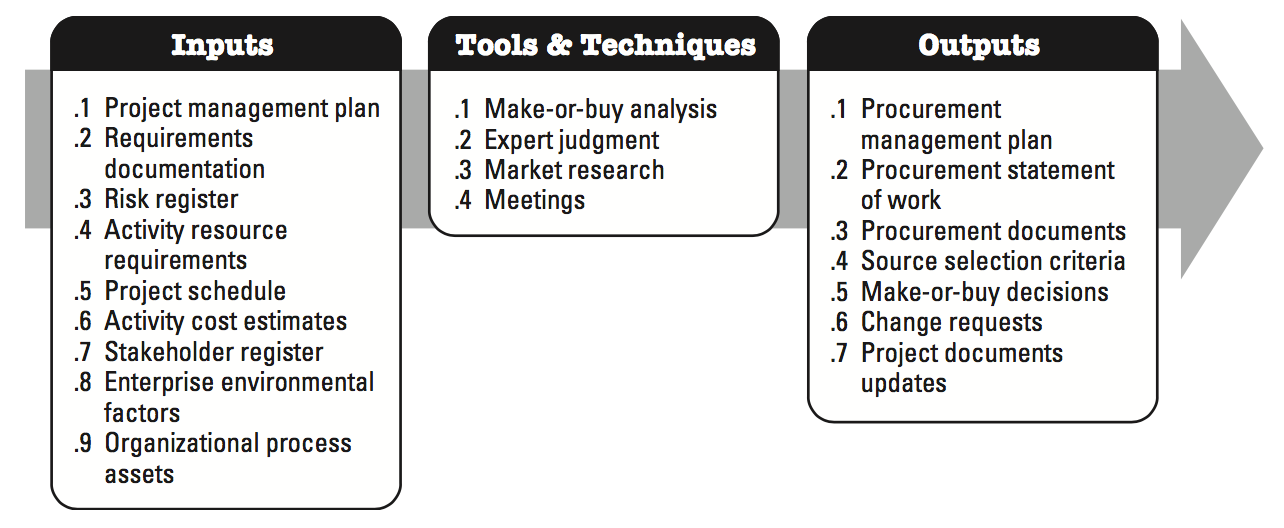 Inputs
.1 Project management plan
.2 Requirements
documentation
.3 Risk register
.4 Activity resource
requirements
.5 Project schedule
.6 Activity cost estimates
.7 Stakeholder register
.8 Enterprise environmental
factors
.9 Organizational process
assets
Tools & Techniques
.1 Make-or-buy analysis
.2 Expert judgment
.3 Market research
.4 Meetings
Outputs
.1 Procurement
management plan
.2 Procurement statement
of work
.3 Procurement documents
.4 Source selection criteria
.5 Make-or-buy decisions
.6 Change requests
.7 Project documents
updates